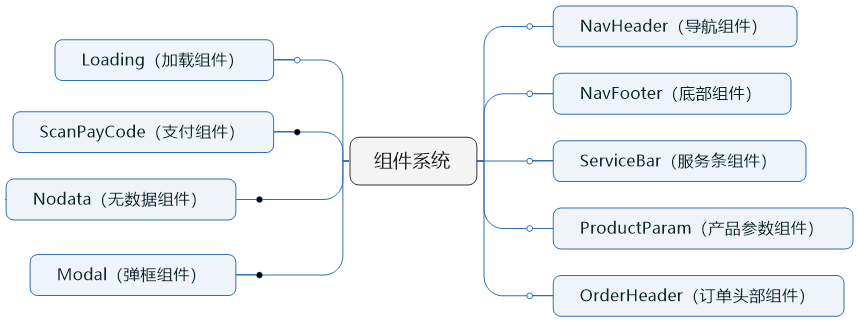 Loading（加载组件）
ScanPayCode（支付组件）
Nodata（无数据组件）
Modal（弹框组件）
组件系统
NavHeader（导航组件）
NavFooter（底部组件）
ServiceBar（服务条组件）
ProductParam（产品参数组件）
OrderHeader（订单头部组件）